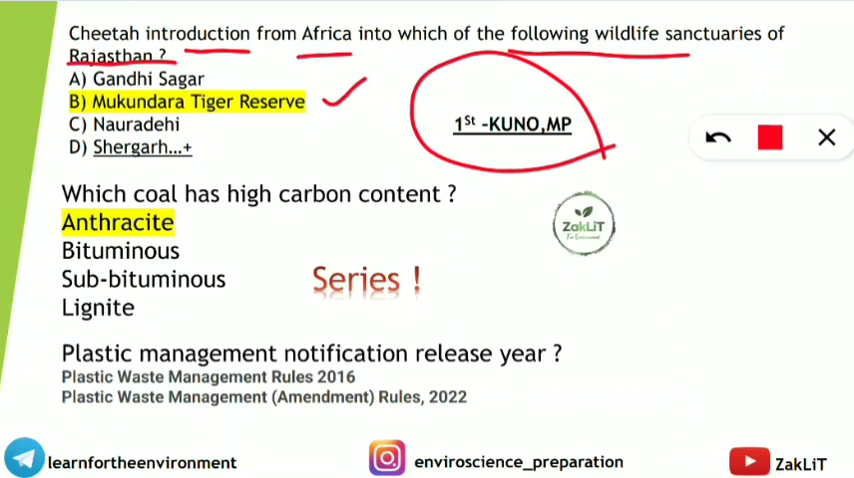 Cheetah introduction from Africa into which of the following wildlife sanctuaries of
Rajasthan ?
A) Gandhi Sagar
B) Mukundara Tiger Reserve
C) Nauradehi
D) Shergarh...+
1St -KUNO,MP
Which coal has high carbon content ?
Anthracite
Bituminous
Sub-bituminous
Lignite
ZakLiT
For Environment
Series !
Plastic management notification release year ?
Plastic Waste Management Rules 2016
Plastic Waste Management (Amendment) Rules, 2022
learnfortheenvironment
enviroscience_preparation
ZakLiT